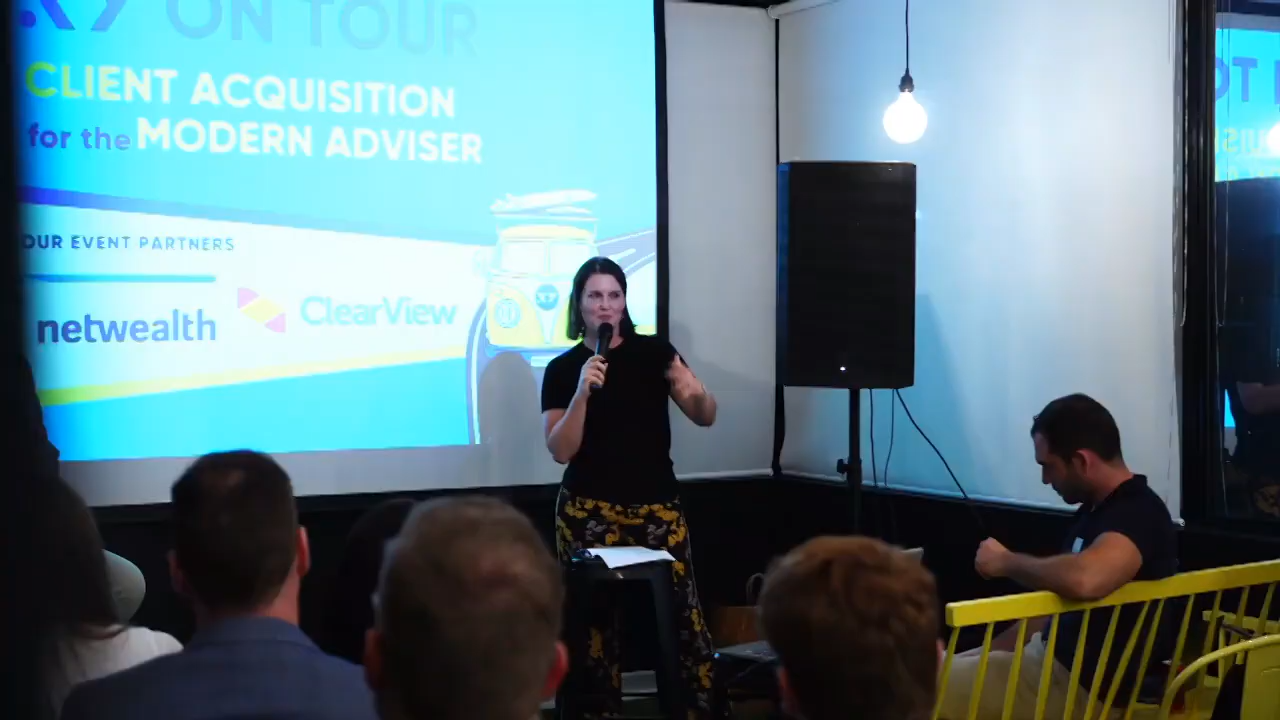 ON TOUR
CLIENT ACQUISITION
for the MODERN ADVISER
OUR EVENT PARTNERS
netwealth
ClearView